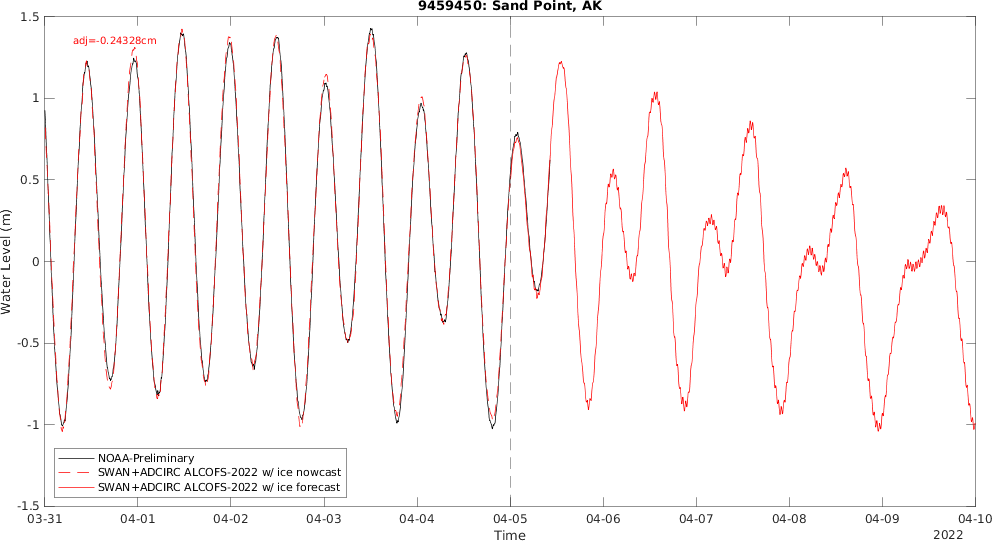 9459450: Sand Point, AK
adj=-0.24328cm
1.5
1
0.5
0
-0.5
-1
-1.5
Water Level (m)
NOAA-Preliminary
SWAN+ADCIRC ALCOFS-2022 w/ ice nowcast
SWAN+ADCIRC ALCOFS-2022 w/ ice forecast
03-31 04-01 04-02 04-03 04-04 04-05 04-06 04-07 04-08 04-09 04-10
Time
2022